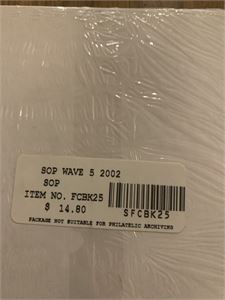 SOP WAVE 5 2002
SOP
ITEM NO. FCBK25
$ 14.80
SFCBK25
PACKAGE NOT SUITABLE FOR PHILATELIC ARCHIVING